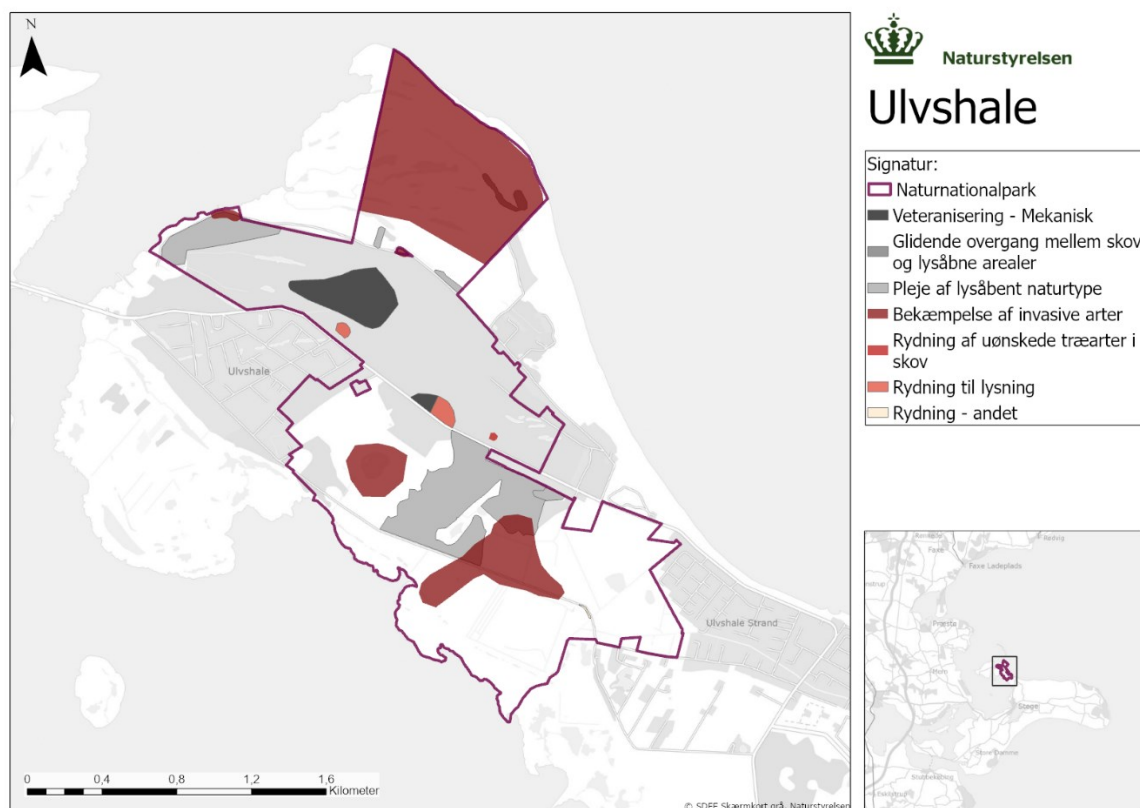 N
Naturstyrelsen
Ulvshale
Signatur:
Naturnationalpark
Veteranisering - Mekanisk
Glidende overgang mellem skov
og lysåbne arealer
Pleje af lysåbent naturtype
Bekæmpelse af invasive arter
Rydning af uønskede træarter i
skov
Rydning til lysning
Rydning - andet
Ulvshale
Ulvshale Strand
0 0,4 0,8 1,2 1,6
Kilometer
© SDFE Skærmkort grå, Naturstyrelsen
Rødvig
Faxe
Faxe Ladeplads
Præstø
Stege